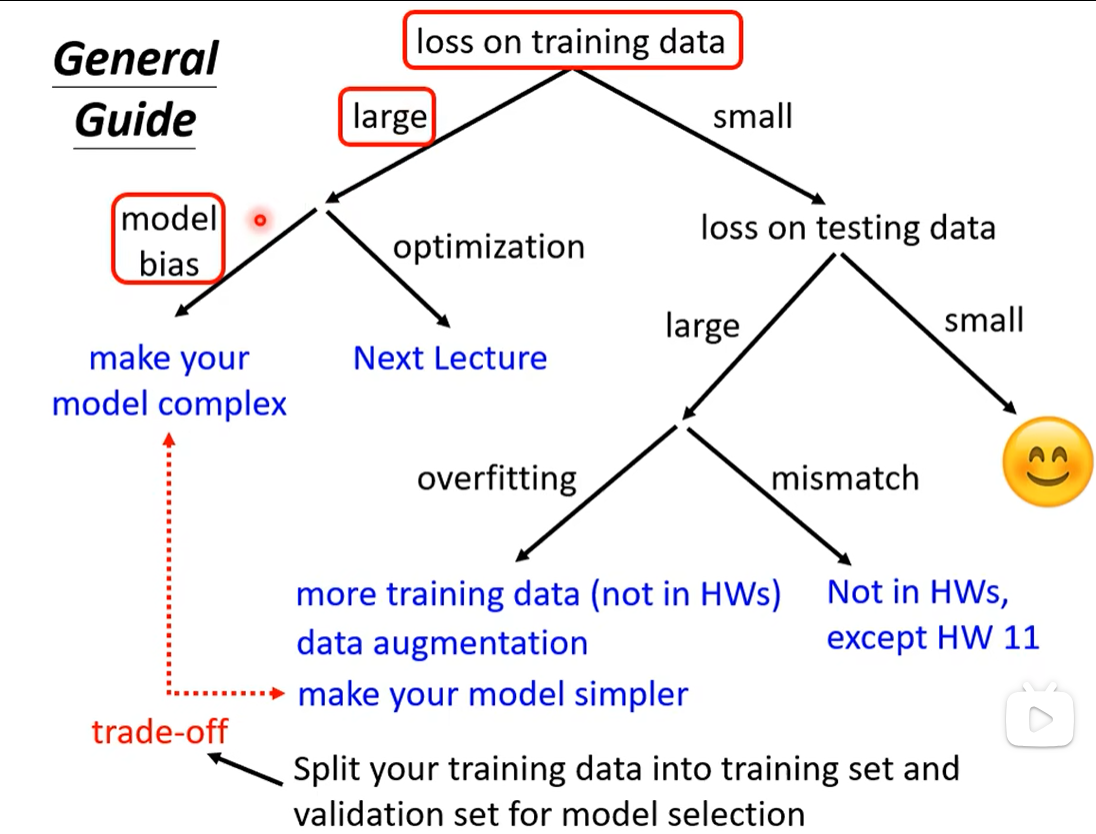 General
Guide
loss on training data
large
small
model
bias
optimization
loss on testing data
make your
model complex
Next Lecture
large
small
overfitting
mismatch
more training data (not in HWs)
data augmentation
make your model simpler
Not in HWs,
except HW 11
trade-off
Split your training data into training set and
validation set for model selection